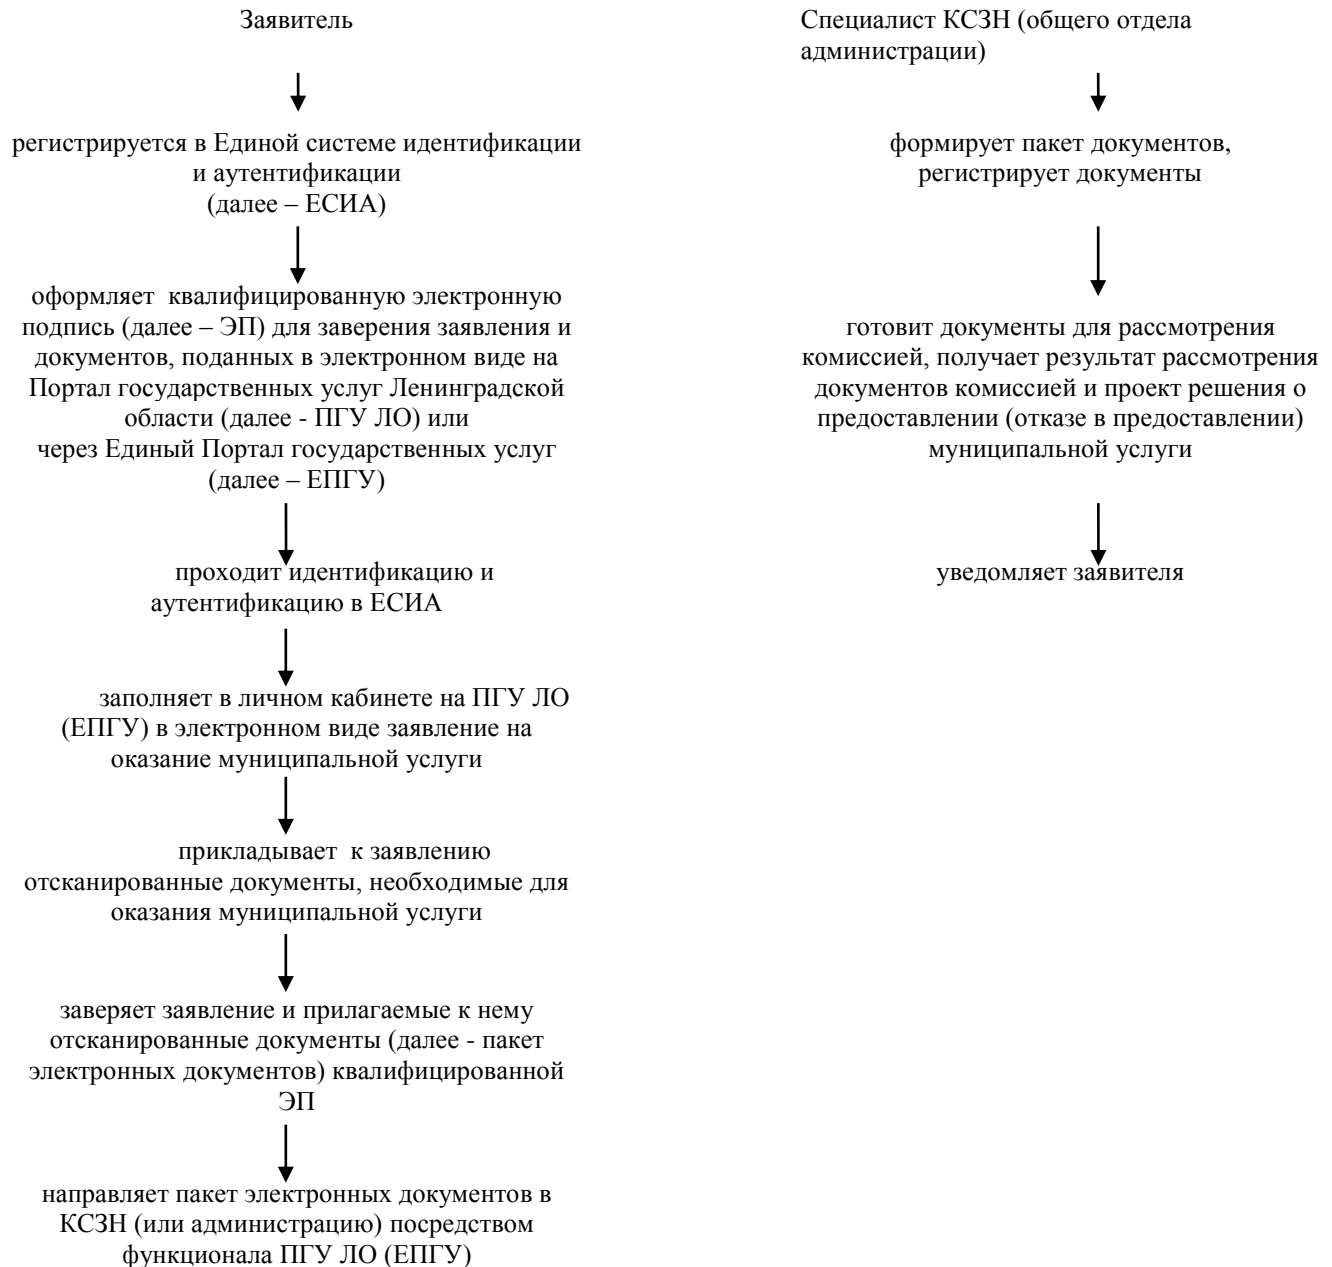 Заявитель
регистрируется в Единой системе идентификации
и аутентификации
(далее – ЕСИА)
оформляет  квалифицированную электронную
подпись (далее – ЭП) для заверения заявления и
документов, поданных в электронном виде на
Портал государственных услуг Ленинградской
области (далее - ПГУ ЛО) или
через Единый Портал государственных услуг
(далее – ЕПГУ)
проходит идентификацию и
аутентификацию в ЕСИА
заполняет в личном кабинете на ПГУ ЛО
(ЕПГУ) в электронном виде заявление на
оказание муниципальной услуги
прикладывает  к заявлению
отсканированные документы, необходимые для
оказания муниципальной услуги
заверяет заявление и прилагаемые к нему
отсканированные документы (далее - пакет
электронных документов) квалифицированной
ЭП
направляет пакет электронных документов в
КСЗН (или администрацию) посредством
функционала ПГУ ЛО (ЕПГУ)
Специалист КСЗН (общего отдела
администрации)
формирует пакет документов,
регистрирует документы
готовит документы для рассмотрения
комиссией, получает результат рассмотрения
документов комиссией и проект решения о
предоставлении (отказе в предоставлении)
муниципальной услуги
уведомляет заявителя